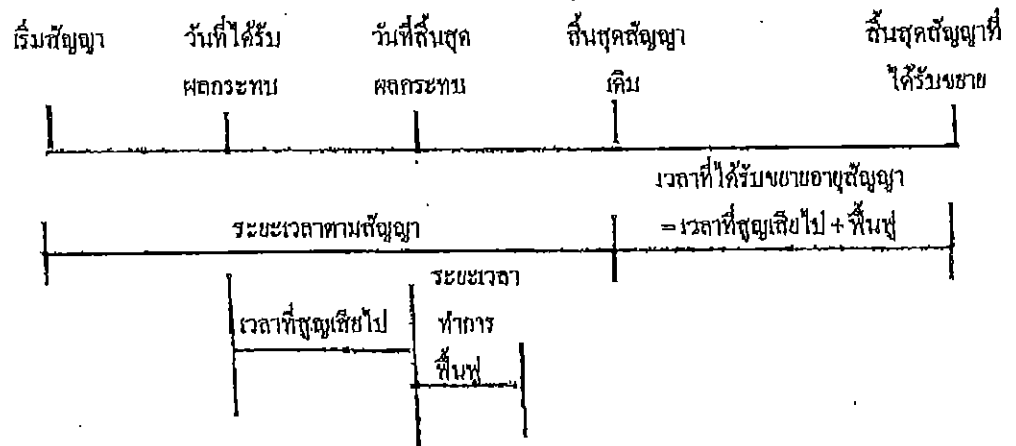 เริ่มสัญญา วันที่ได้รับ วันที่สิ้นสุด สิ้นสุดสัญญา สิ้นสุดสัญญาที่
ผลกระทบ ผลกระทบ เดิม ได้รับขยาย
เวลาที่ได้รับขยายอายุสัญญา
ระยะเวลาตามสัญญา =เวลาที่สูญเสียไป + ฟื้นฟู
ระยะเวลา
เวลาที่สูญเสียไป ทำการ
ฟื้นฟู